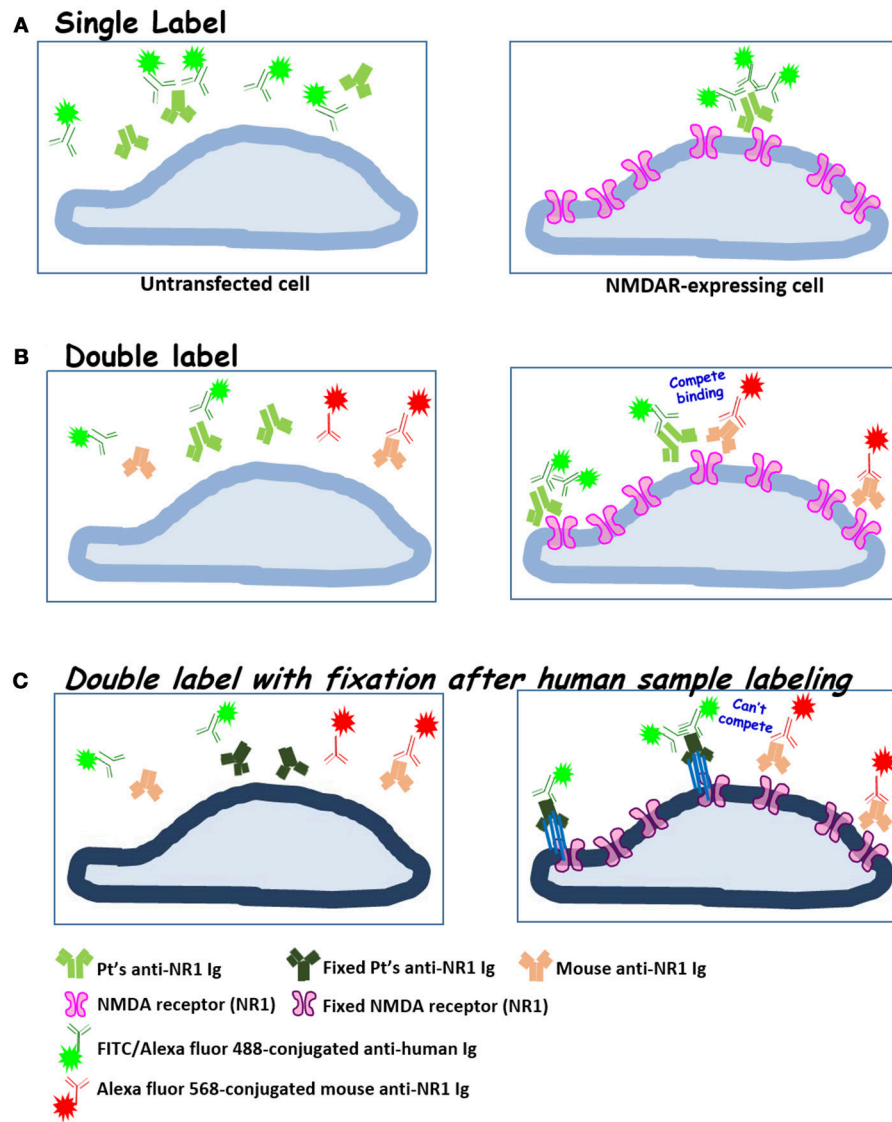 A Single Label
Untransfected cell
NMDAR-expressing cell
B Double label
Compete
binding
C Double label with fixation after human sample labeling
Can't
compete
Pt's anti-NR1 Ig
Fixed Pt's anti-NR1 Ig
Mouse anti-NR1 Ig
NMDA receptor (NR1)
Fixed NMDA receptor (NR1)
FITC/Alexa fluor 488-conjugated anti-human Ig
Alexa fluor 568-conjugated mouse anti-NR1 Ig